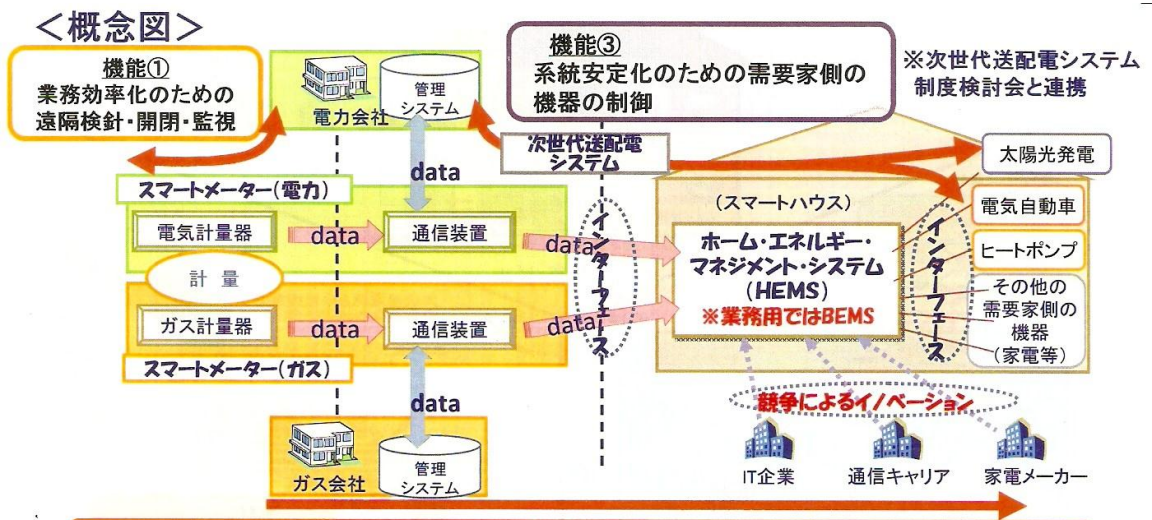 ＜概念図＞
機能①
業務効率化のための
遠隔検針・開閉・監視
電力会社
管理
システム
機能③
系統安定化のための需要家側の
機器の制御
※次世代送配電システム
制度検討会と連携
次世代送配電
システム
data
スマートメーター(電力)
電気計量器
data
通信装置
data
計量
ガス計量器
data
通信装置
data
スマートメーター(ガス)
data
ガス会社
管理
システム
インターフェース
(スマートハウス)
ホーム・エネルギー・
マネジメント・システム
(HEMS)
※業務用ではBEMS
インターフェース
太陽光発電
電気自動車
ヒートポンプ
その他の
需要家側の
機器
(家電等)
競争によるイノベーション
IT企業
通信キャリア
家電メーカー